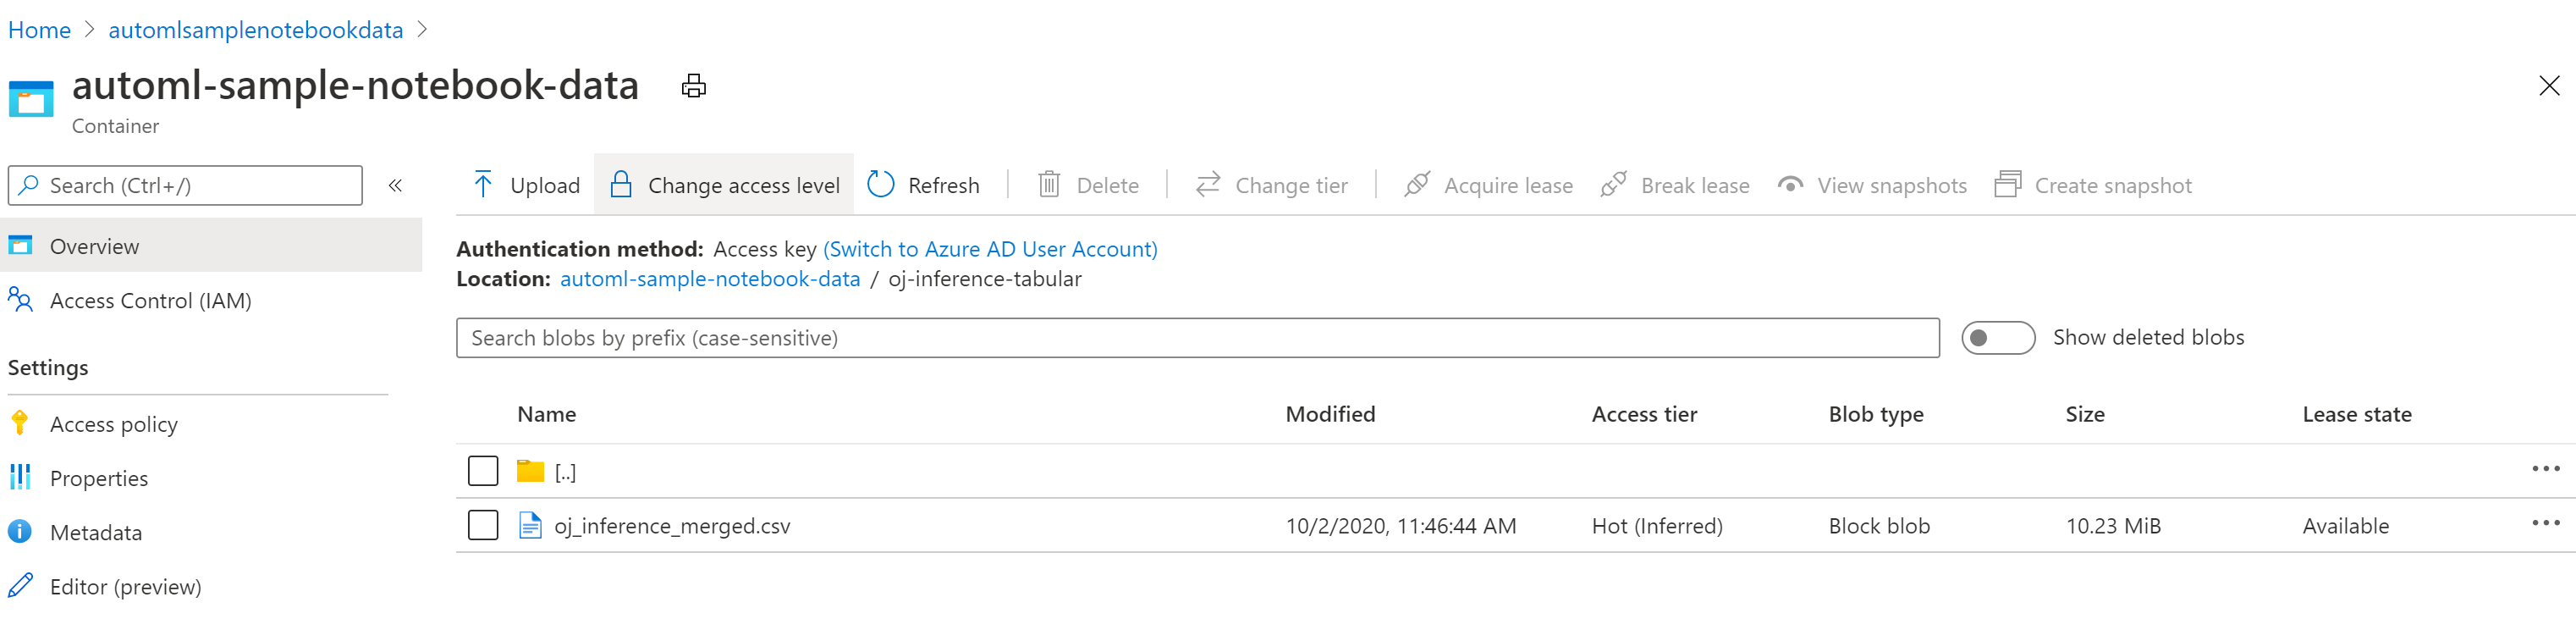 Home > automlsamplenotebookdata >
automl-sample-notebook-data
Container
Search (Ctrl+/) «
Overview
Access Control (IAM)
Settings
Access policy
Properties
Metadata
Editor (preview)
Upload Change access level Refresh Delete Change tier Acquire lease Break lease View snapshots Create snapshot
Authentication method: Access key (Switch to Azure AD User Account)
Location: automl-sample-notebook-data / oj-inference-tabular
Search blobs by prefix (case-sensitive) Show deleted blobs
Name Modified Access tier Blob type Size Lease state
[..]
oj_inference_merged.csv 10/2/2020, 11:46:44 AM Hot (Inferred) Block blob 10.23 MiB Available